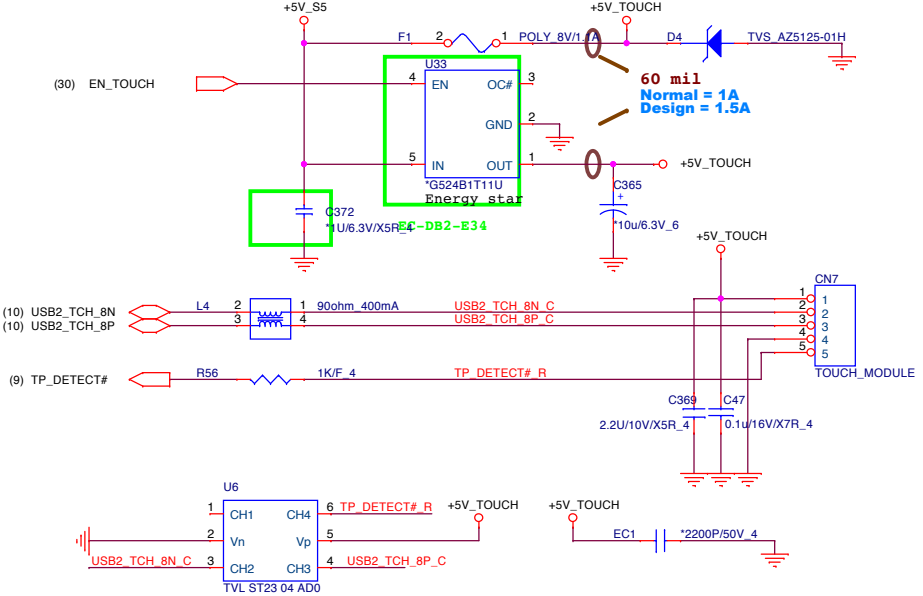 +5V_S5
+5V_TOUCH
F1 2 1 POLY_8V/1.1A
D4 TVS_AZ5125-01H
U33
(30) EN_TOUCH
4 EN OC# 3
60 mil
Normal = 1A
Design = 1.5A
GND 2
5 IN OUT 1
+5V_TOUCH
*G524B1T11U
Energy star
EC-DB2-E34
C372
*1U/6.3V/X5R_4
C365
+
*10u/6.3V_6
+5V_TOUCH
CN7
(10) USB2_TCH_8N L4 2 1 90ohm_400mA USB2_TCH_8N_C
(10) USB2_TCH_8P 3 4 USB2_TCH_8P_C
1 1
2 2
3 3
4 4
5 5
TOUCH_MODULE
(9) TP_DETECT# R56 1K/F_4 TP_DETECT#_R
C369
2.2U/10V/X5R_4
C47
0.1u/16V/X7R_4
U6
1 CH1 CH4 6 TP_DETECT#_R
2 Vn Vp 5
+5V_TOUCH
USB2_TCH_8N_C 3 CH2 CH3 4 USB2_TCH_8P_C
TVL ST23 04 AD0
+5V_TOUCH
EC1 *2200P/50V_4